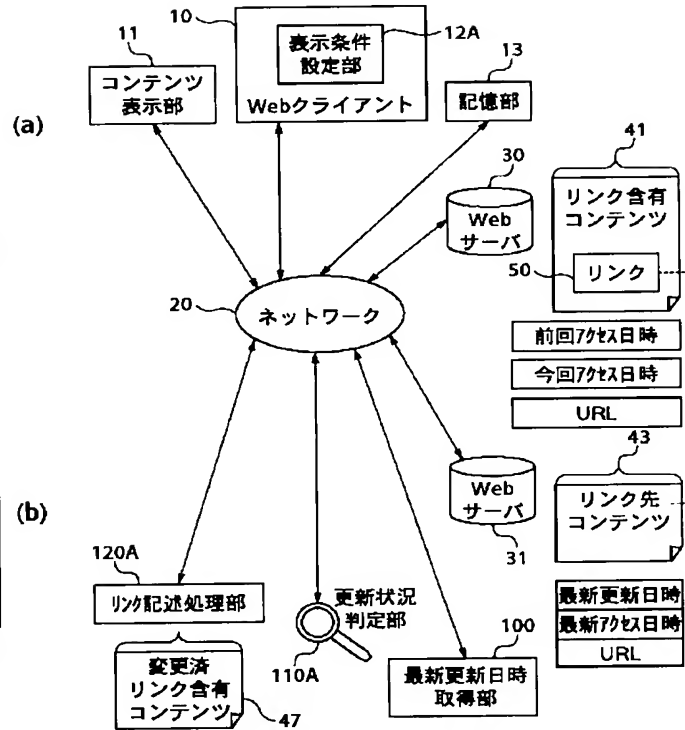 10
12A
11
表示条件
設定部
13
コンテンツ
表示部
Webクライアント
記憶部
(a)
41
30
リンク含有
コンテンツ
Web
サーバ
50
リンク
20
ネットワーク
前回アクセス日時
今回アクセス日時
URL
43
Web
サーバ
リンク先
コンテンツ
(b)
31
120A
リンク記述処理部
更新状況
判定部
最新更新日時
最新アクセス日時
URL
100
110A
変更済
リンク含有
コンテンツ
最新更新日時
取得部
47